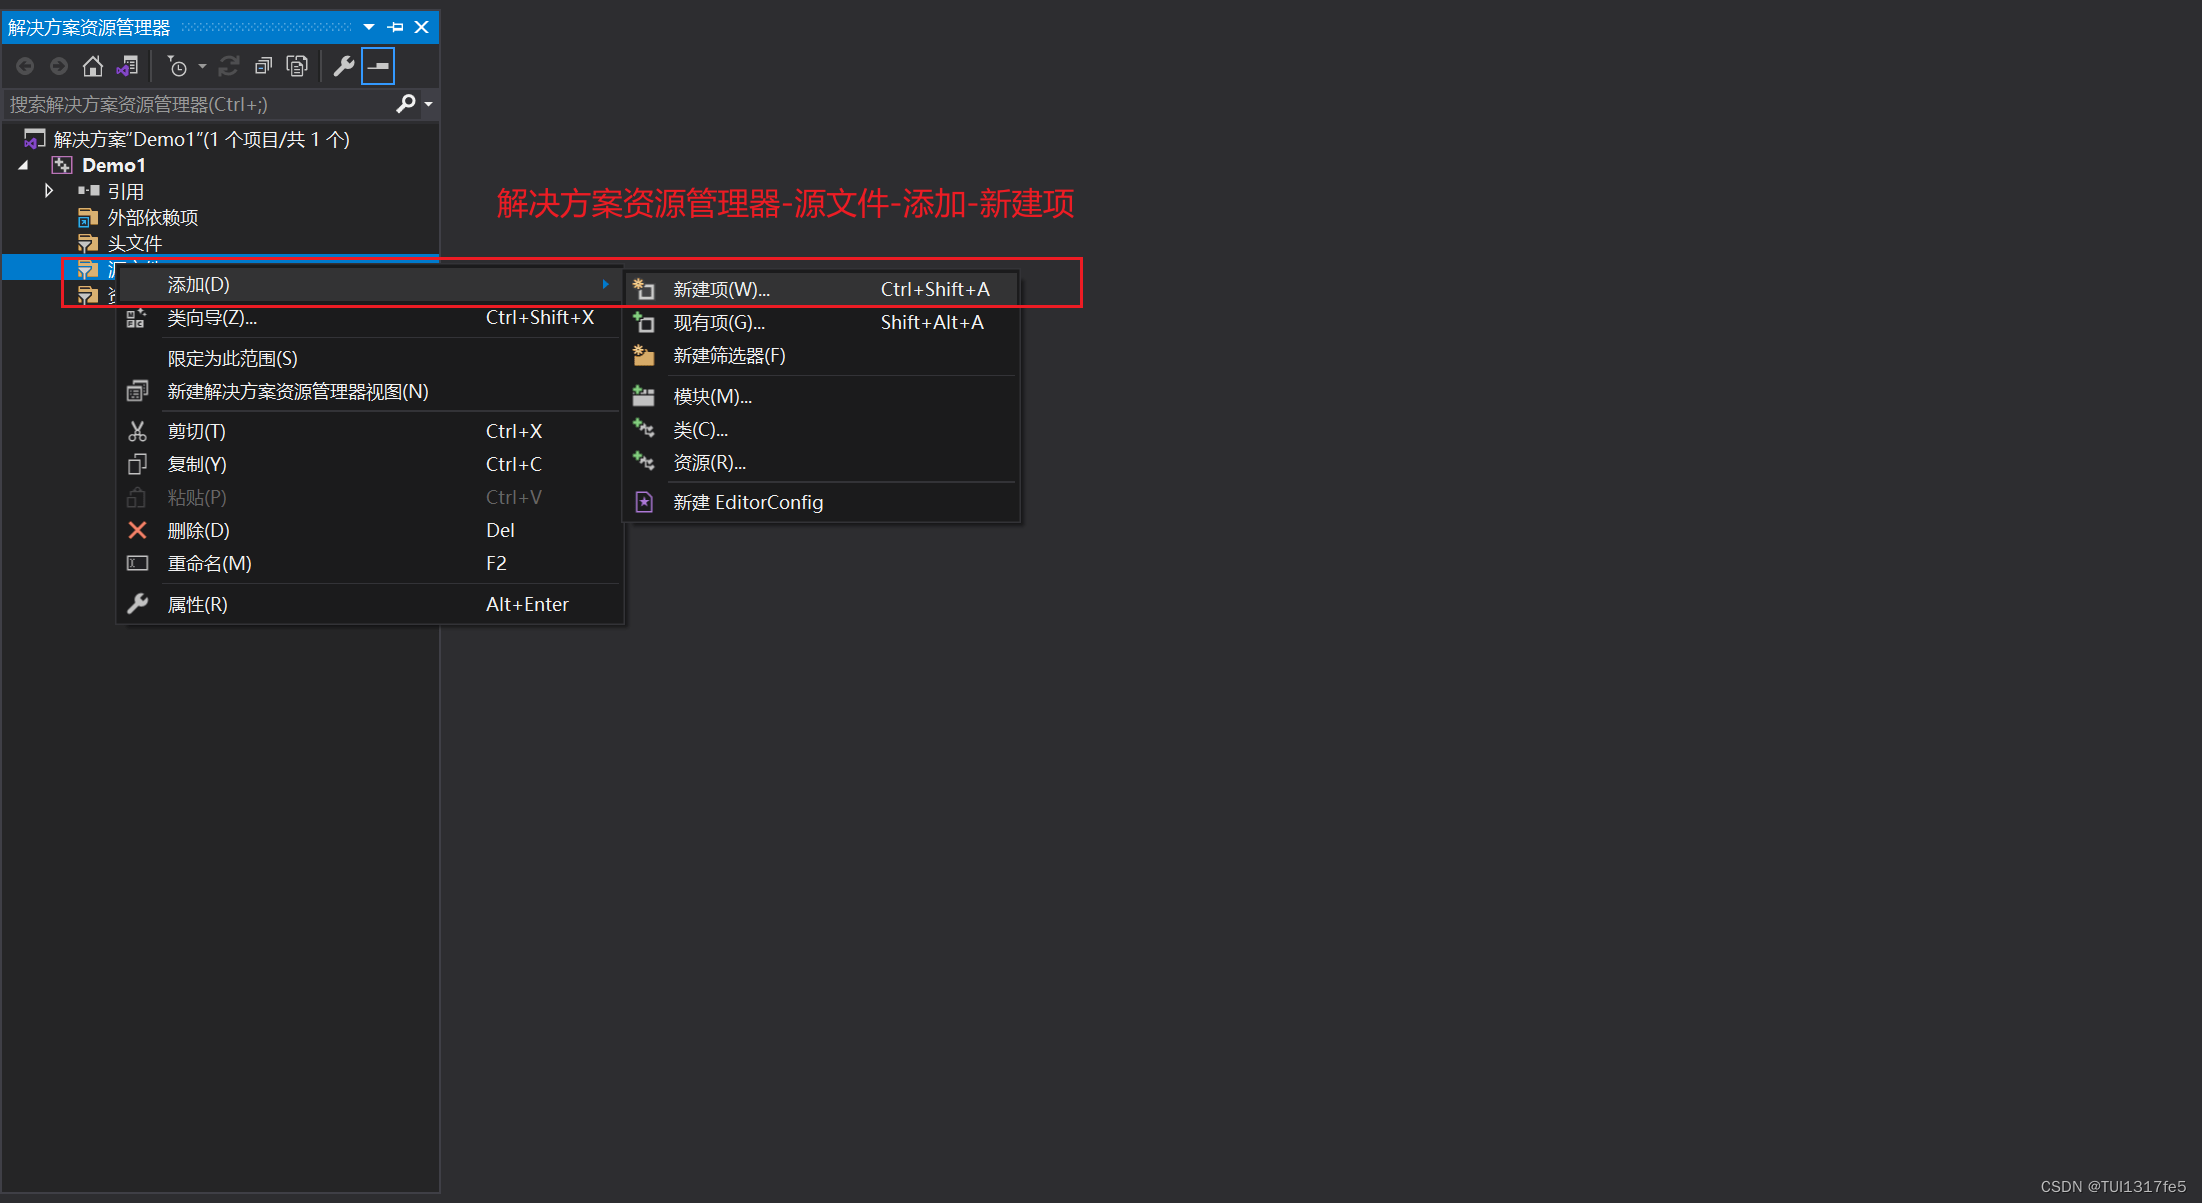 解决方案资源管理器
搜索解决方案资源管理器(Ctrl+;)
解决方案“Demo1”(1 个项目/共 1 个)
Demo1
引用
外部依赖项
头文件
解决方案资源管理器-源文件-添加-新建项
添加(D)
类向导(Z)... Ctrl+Shift+X
限定为此范围(S)
新建解决方案资源管理器视图(N)
剪切(T) Ctrl+X
复制(Y) Ctrl+C
粘贴(P) Ctrl+V
删除(D) Del
重命名(M) F2
属性(R) Alt+Enter
新建项(W)... Ctrl+Shift+A
现有项(G)... Shift+Alt+A
新建筛选器(F)
模块(M)...
类(C)...
资源(R)...
新建 EditorConfig
CSDN @TUI1317fe5